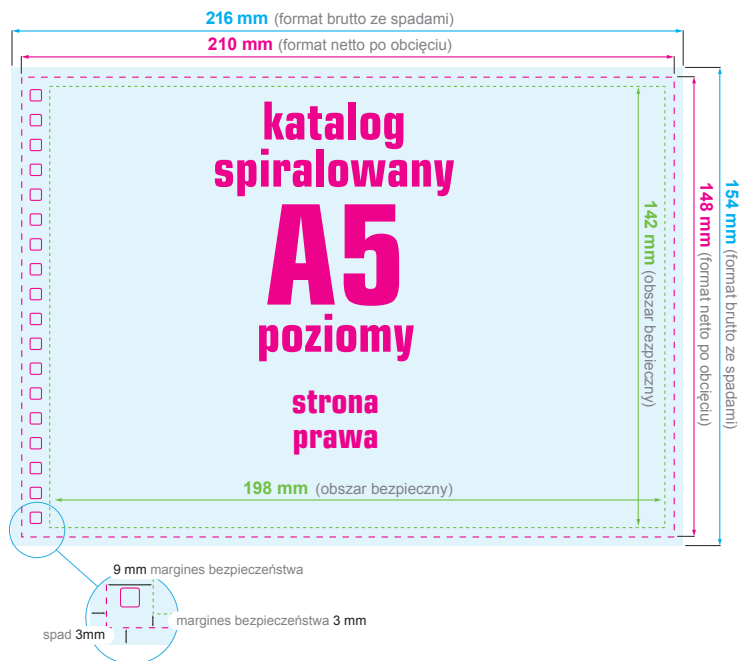 216 mm (format brutto ze spadami)
210 mm (format netto po obcięciu)
katalog
spiralowany
A5
poziomy
strona
prawa
142 mm (obszar bezpieczny)
148 mm (format netto po obcięciu)
154 mm (format brutto ze spadami)
198 mm (obszar bezpieczny)
9 mm margines bezpieczeństwa
margines bezpieczeństwa 3 mm
spad 3mm